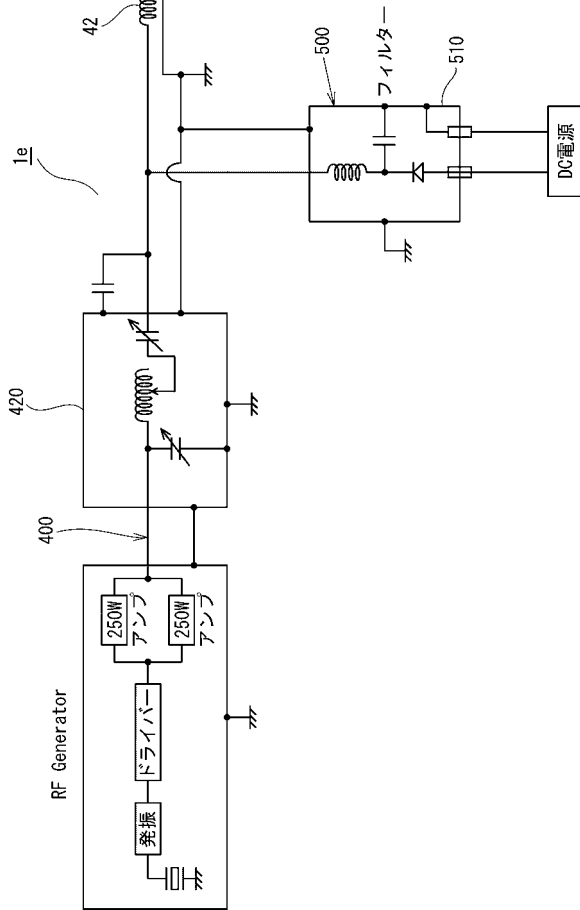 1e
42
500
フィルター
510
DC電源
420
400
RF Generator
発振
ドライバー
250W
アンプ
250W
アンプ